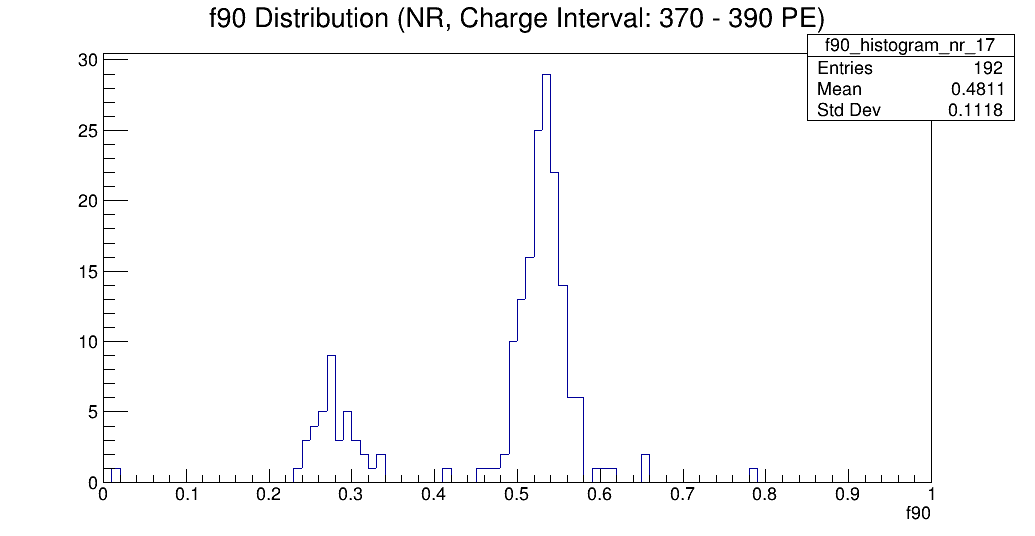 f90 Distribution (NR, Charge Interval: 370 - 390 PE)
f90_histogram_nr_17
Entries 192
Mean 0.4811
Std Dev 0.1118
30
25
20
15
10
5
0
0 0.1 0.2 0.3 0.4 0.5 0.6 0.7 0.8 0.9 1
f90